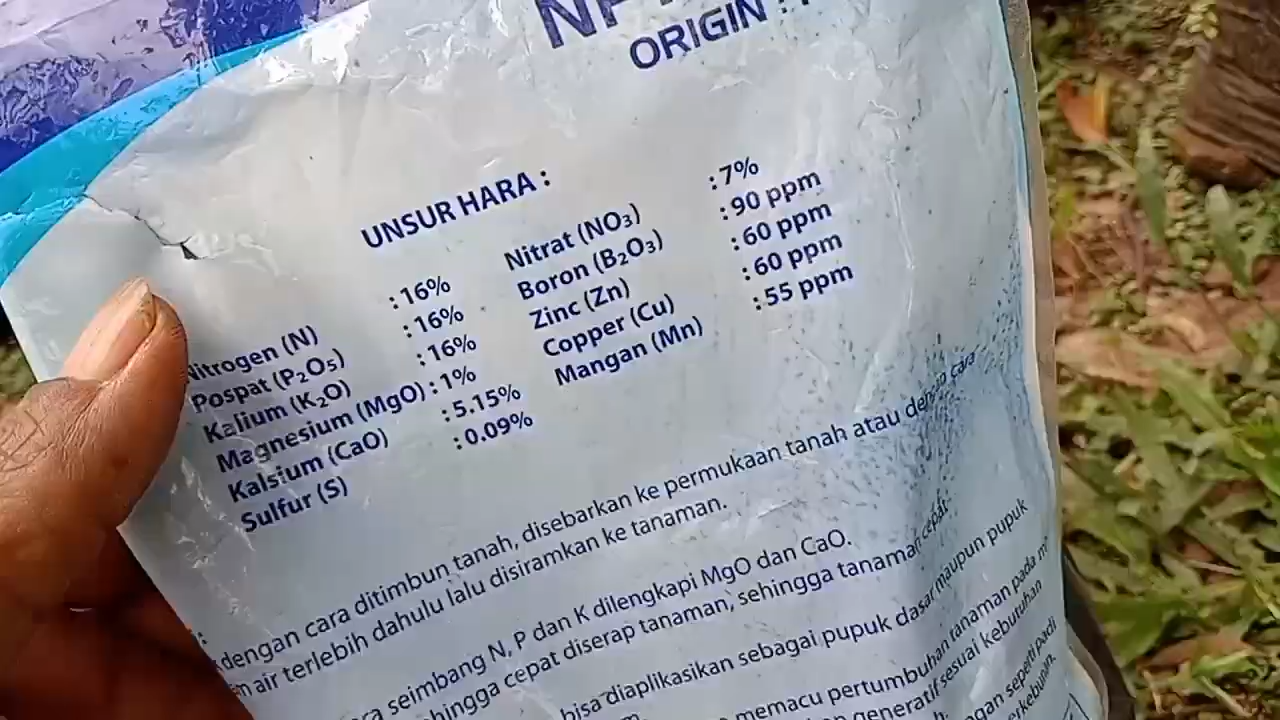 ORIGIN :
UNSUR HARA :
Nitrogen (N) : 16%
Pospat (P₂O₅) : 16%
Kalium (K₂O) : 16%
Magnesium (MgO) : 1%
Kalsium (CaO) : 5.15%
Sulfur (S) : 0.09%
Nitrat (NO₃) : 7%
Boron (B₂O₃) : 90 ppm
Zinc (Zn) : 60 ppm
Copper (Cu) : 60 ppm
Mangan (Mn) : 55 ppm
dengan cara ditimbun tanah, disebarkan ke permukaan tanah atau dengan cara
air terlebih dahulu lalu disiramkan ke tanaman.
seimbang N, P dan K dilengkapi MgO dan CaO.
cepat diserap tanaman, sehingga tanaman cepat
bisa diaplikasikan sebagai pupuk dasar maupun pupuk
memacu pertumbuhan tanaman pada
generatif sesuai kebutuhan
seperti padi